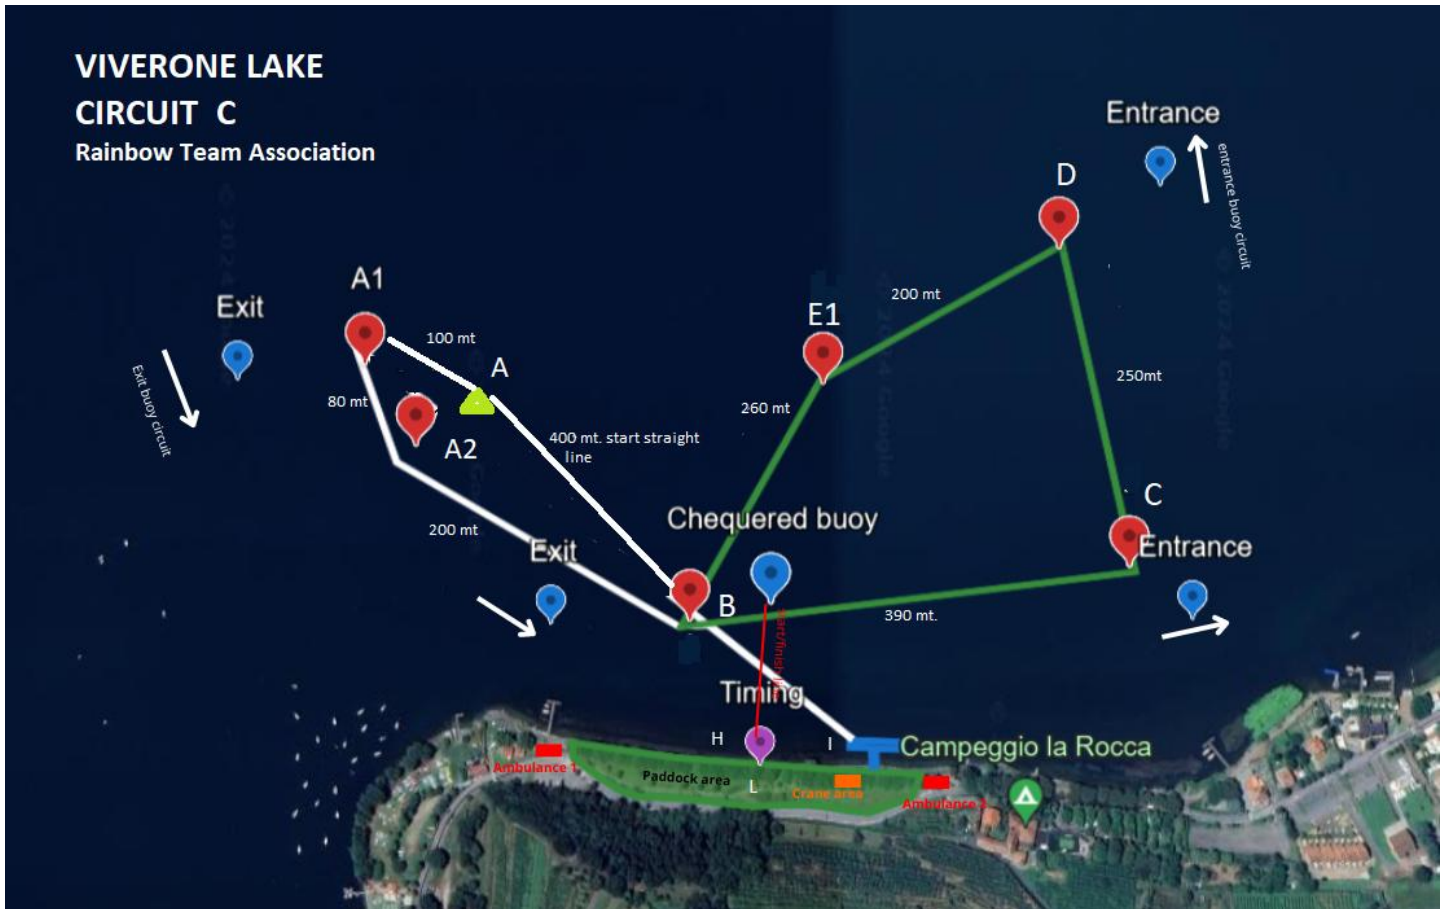 VIVERONE LAKE
CIRCUIT C
Rainbow Team Association
Entrance
entrance buoy circuit
D
A1
Exit
Exit buoy circuit
100 mt
A
200 mt
E1
250mt
80 mt
A2
260 mt
400 mt. start straight
line
C
Entrance
Chequered buoy
200 mt
Exit
B
390 mt.
Timing
H
I
Campeggio la Rocca
Ambulance 1
Paddock area
L
Crane area
Ambulance 2